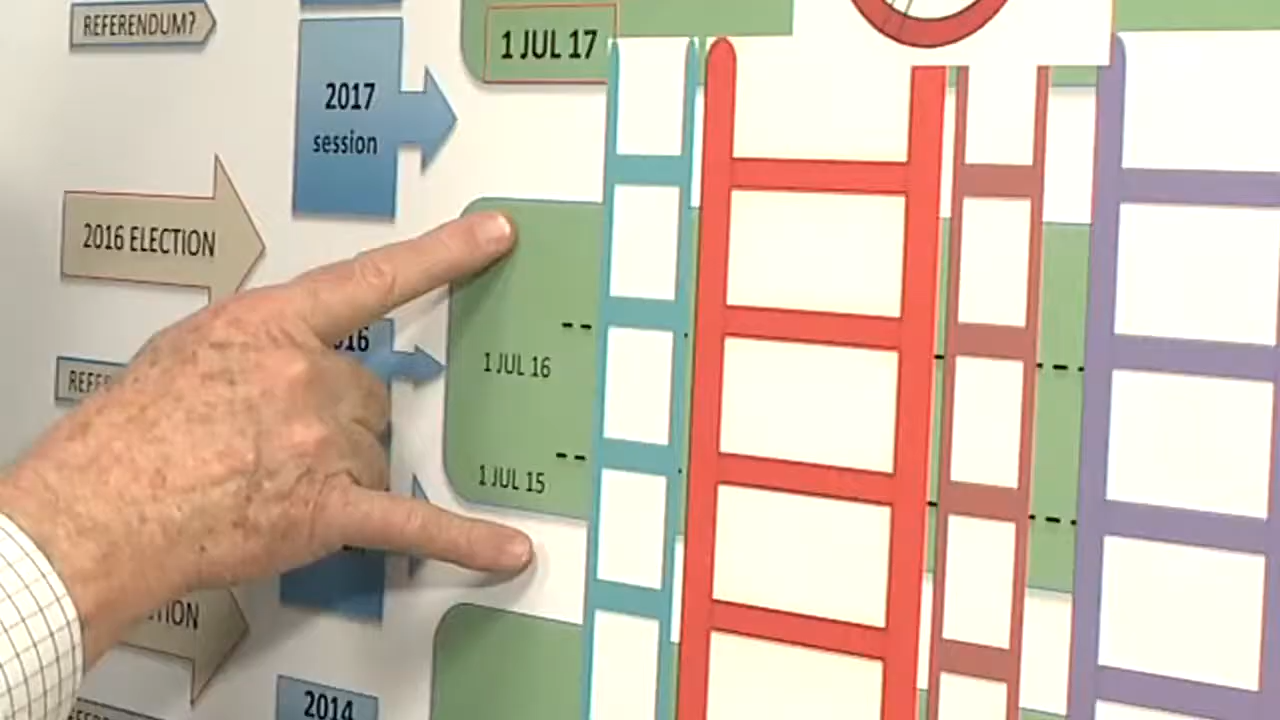 REFERENDUM?
1 JUL 17
2017
session
2016 ELECTION
1 JUL 16
1 JUL 15
2014